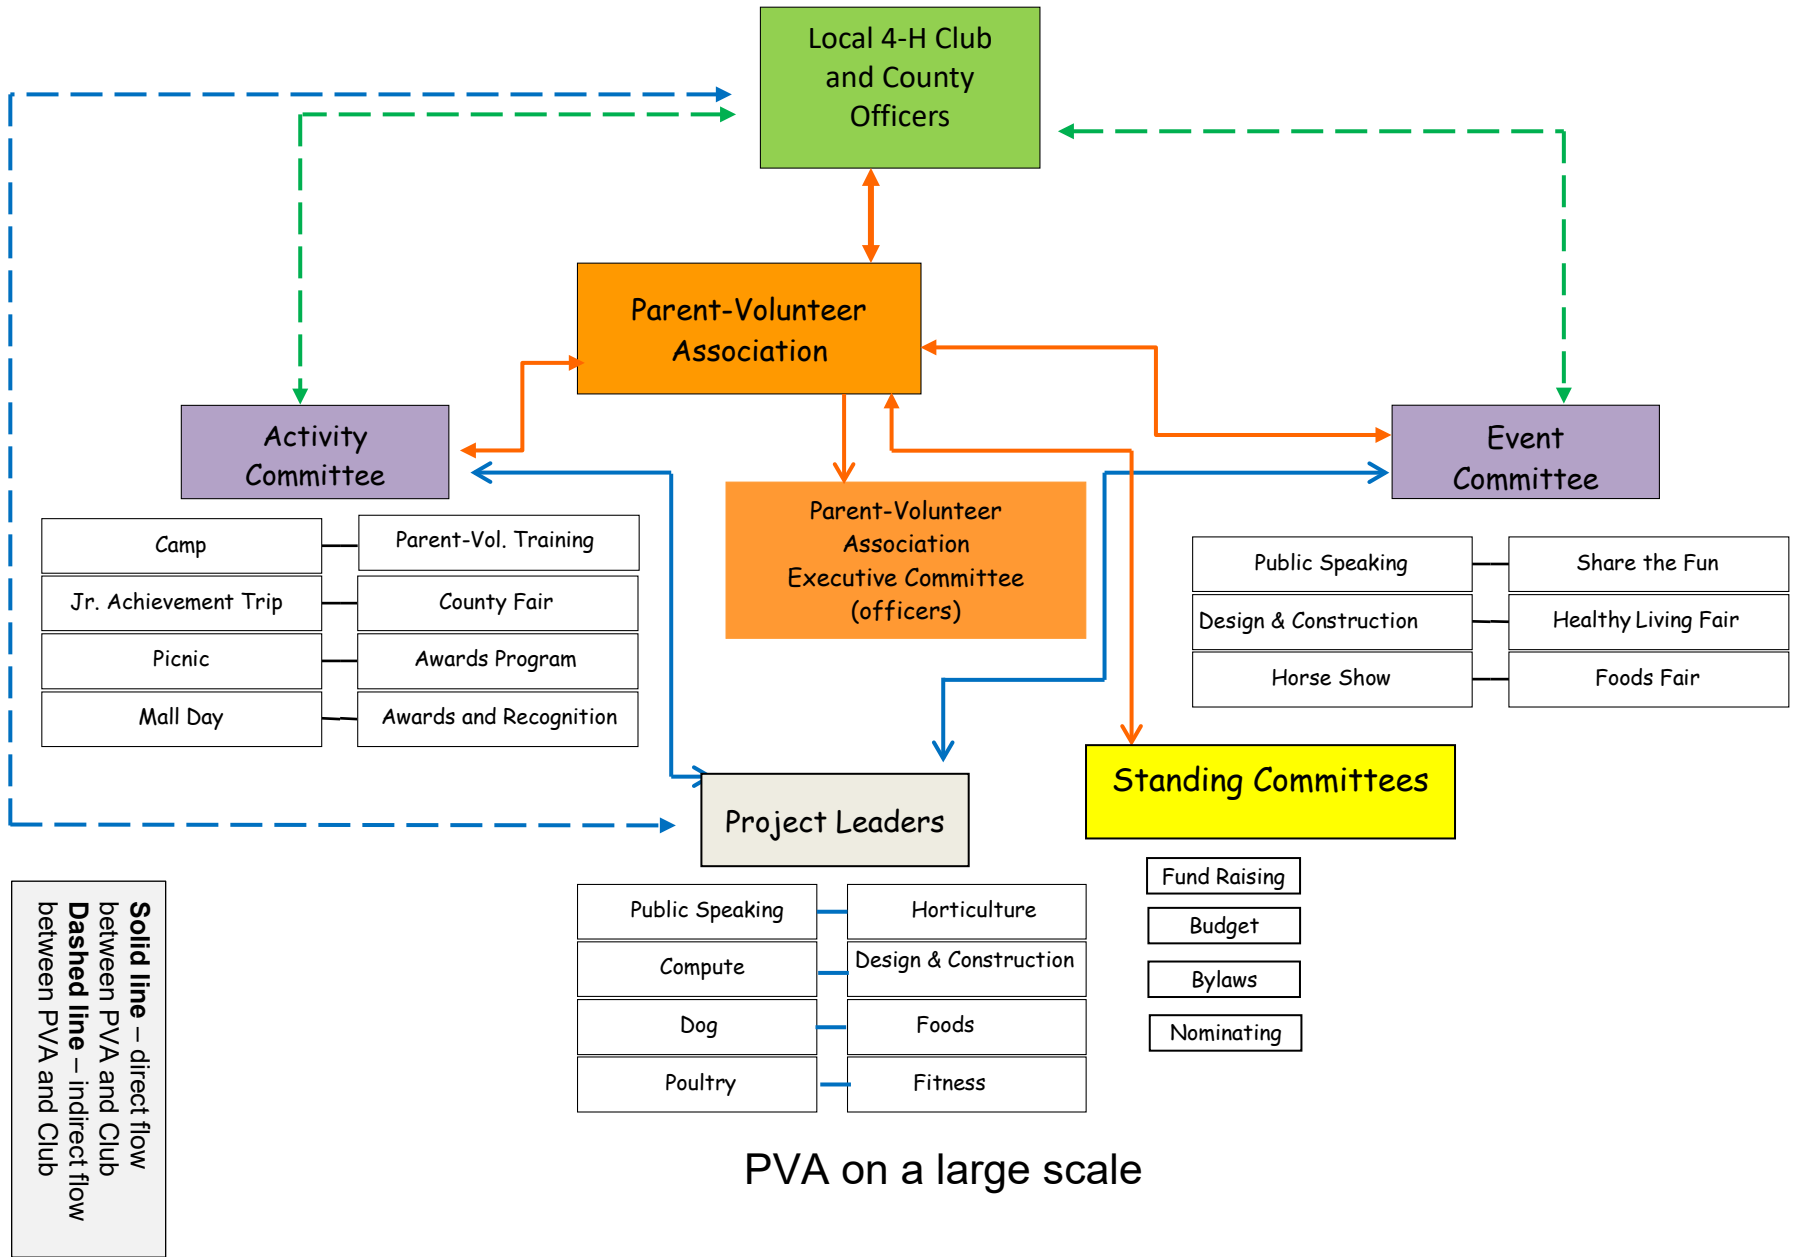 Local 4-H Club
and County
Officers
Parent-Volunteer
Association
Activity
Committee
Event
Committee
Parent-Volunteer
Association
Executive Committee
(officers)
Camp
Parent-Vol. Training
Jr. Achievement Trip
County Fair
Picnic
Awards Program
Mall Day
Awards and Recognition
Public Speaking
Share the Fun
Design & Construction
Healthy Living Fair
Horse Show
Foods Fair
Project Leaders
Standing Committees
Public Speaking
Horticulture
Compute
Design & Construction
Dog
Foods
Poultry
Fitness
Fund Raising
Budget
Bylaws
Nominating
Solid line – direct flow
between PVA and Club
Dashed line – indirect flow
between PVA and Club
PVA on a large scale